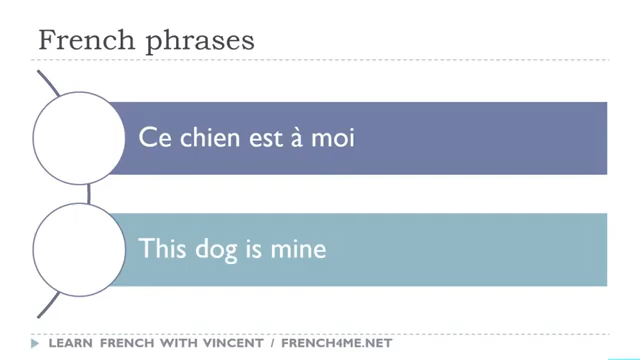 French phrases
Ce chien est à moi
This dog is mine
LEARN FRENCH WITH VINCENT / FRENCH4ME.NET